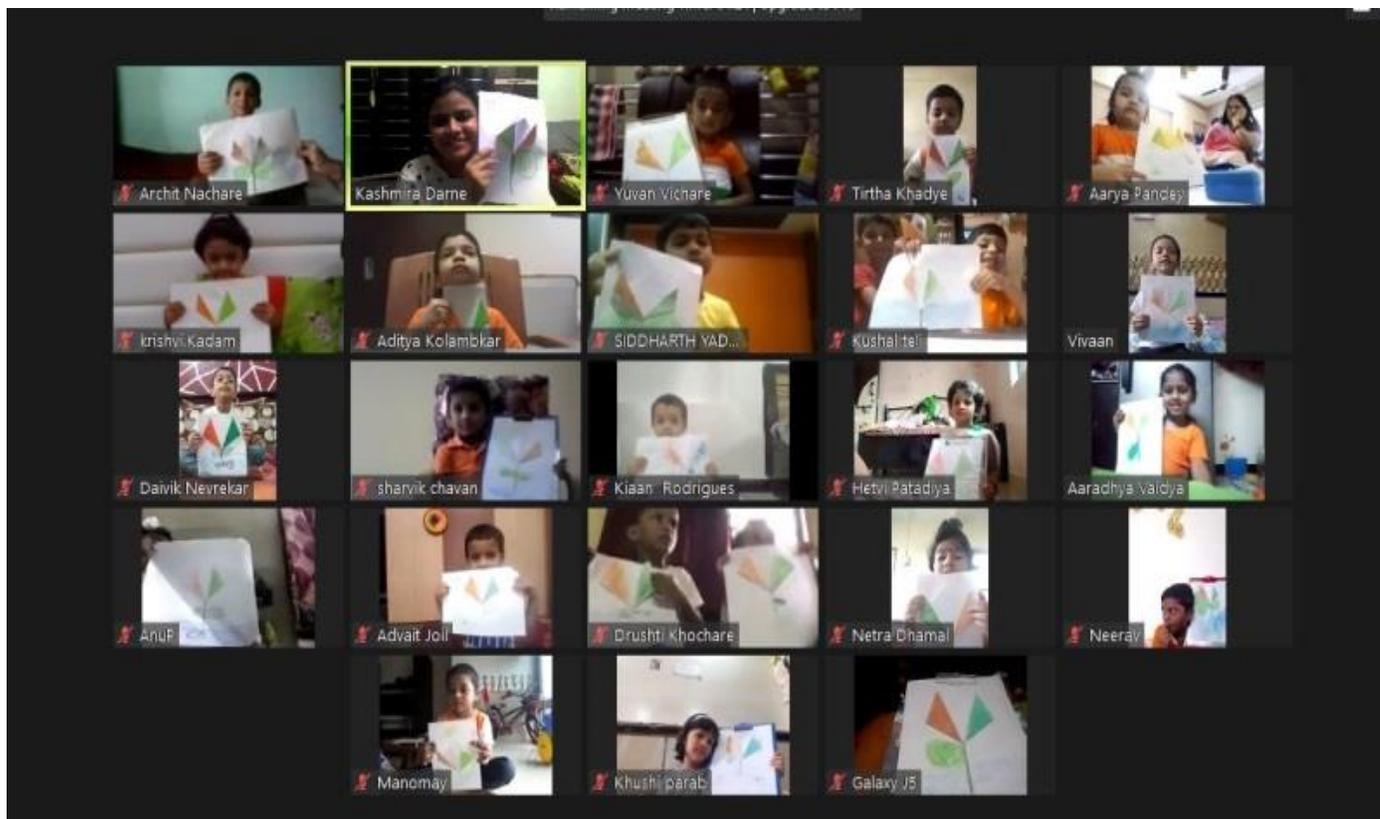 Archit Nachare
Kashmira Darne
Yuvan Vichare
Tirtha Khadye
Aarya Pandey
krishvi Kadam
Aditya Kolambkar
SIDDHARTH YAD...
Kushal teli
Vivaan
Daivik Nevrekar
sharvik chavan
Kiaan Rodrigues
Hetvi Patadiya
Aaradhya Vaidya
AnuP
Advait Joil
Drushti Khochare
Netra Dhamal
Neerav
Manomay
Khushi parab
Galaxy J5